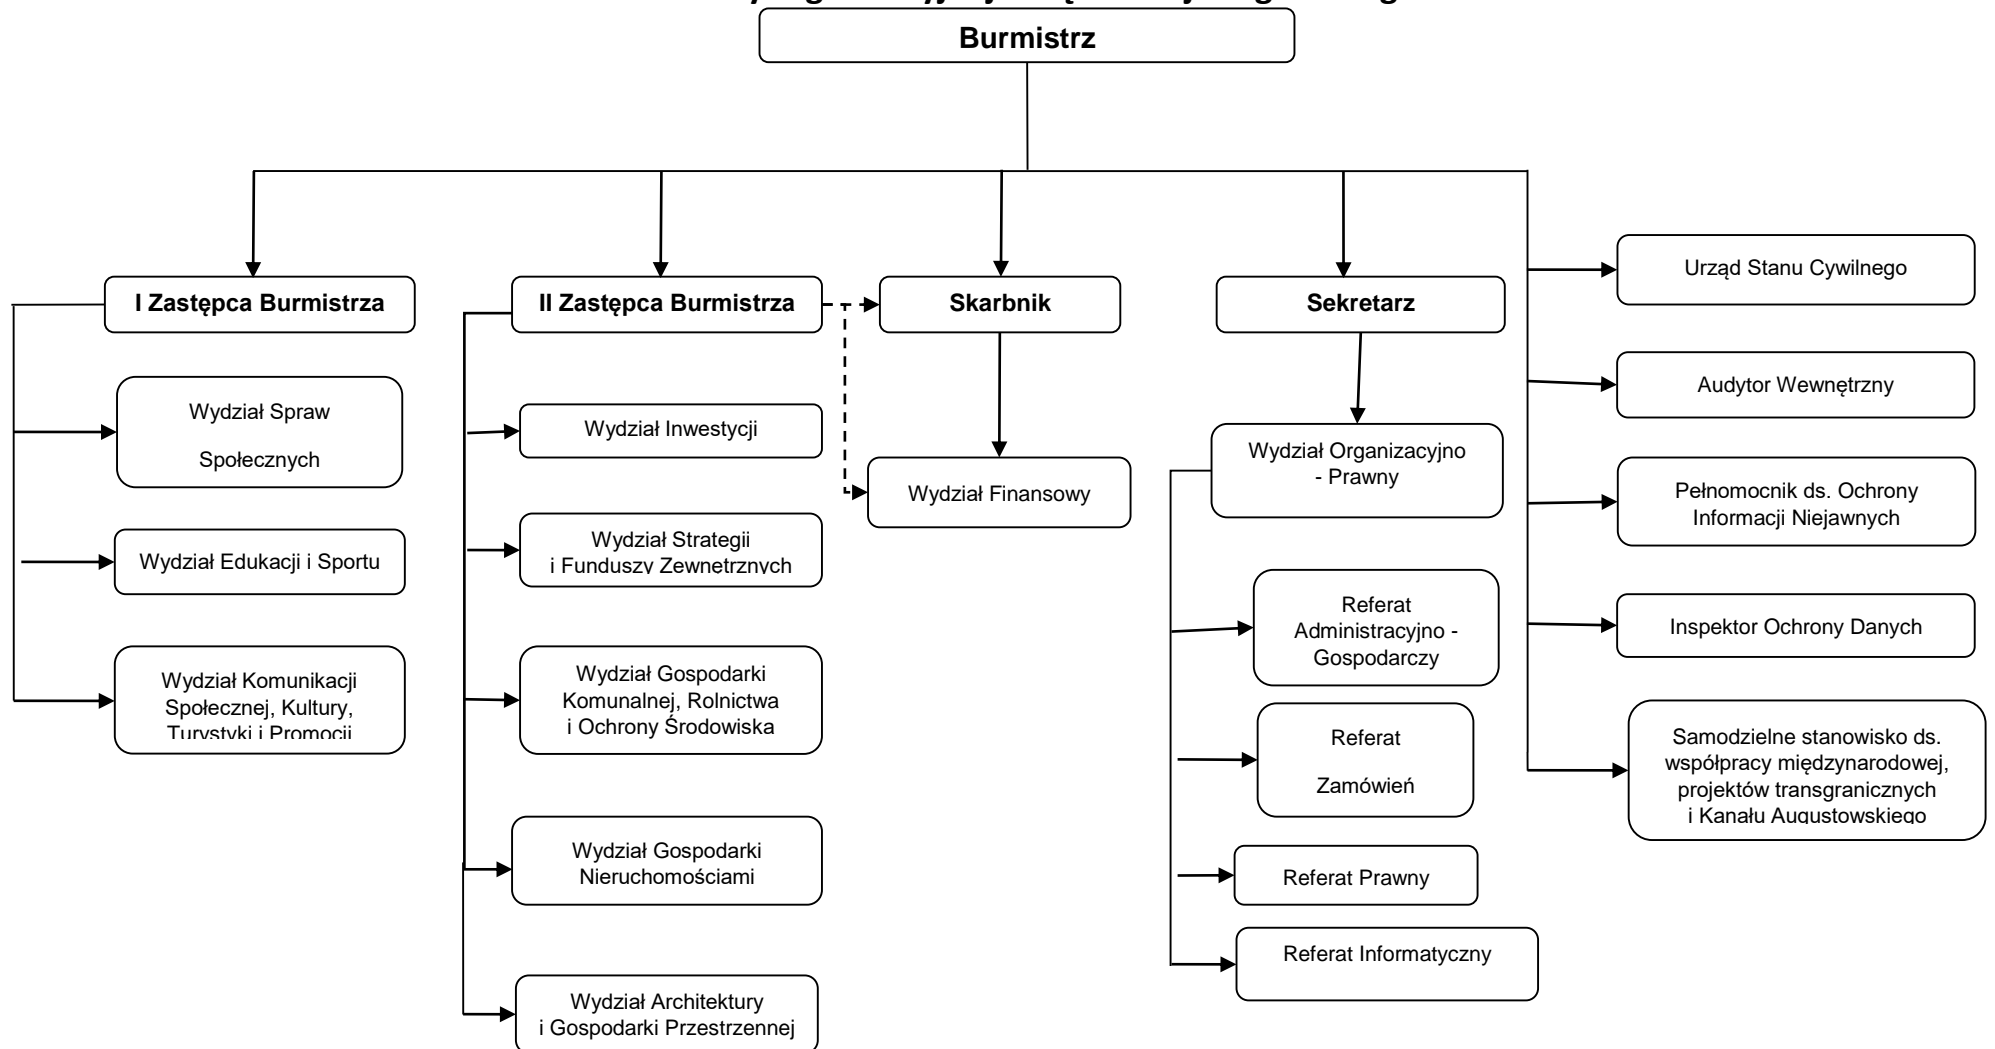 Burmistrz
I Zastępca Burmistrza
II Zastępca Burmistrza
Skarbnik
Sekretarz
Urząd Stanu Cywilnego
Audytor Wewnętrzny
Pełnomocnik ds. Ochrony
Informacji Niejawnych
Inspektor Ochrony Danych
Samodzielne stanowisko ds.
współpracy międzynarodowej,
projektów transgranicznych
i Kanału Augustowskiego
Wydział Spraw
Społecznych
Wydział Edukacji i Sportu
Wydział Komunikacji
Społecznej, Kultury,
Turystyki i Promocji
Wydział Inwestycji
Wydział Strategii
i Funduszy Zewnętrznych
Wydział Gospodarki
Komunalnej, Rolnictwa
i Ochrony Środowiska
Wydział Gospodarki
Nieruchomościami
Wydział Architektury
i Gospodarki Przestrzennej
Wydział Finansowy
Wydział Organizacyjno
- Prawny
Referat
Administracyjno -
Gospodarczy
Referat
Zamówień
Referat Prawny
Referat Informatyczny